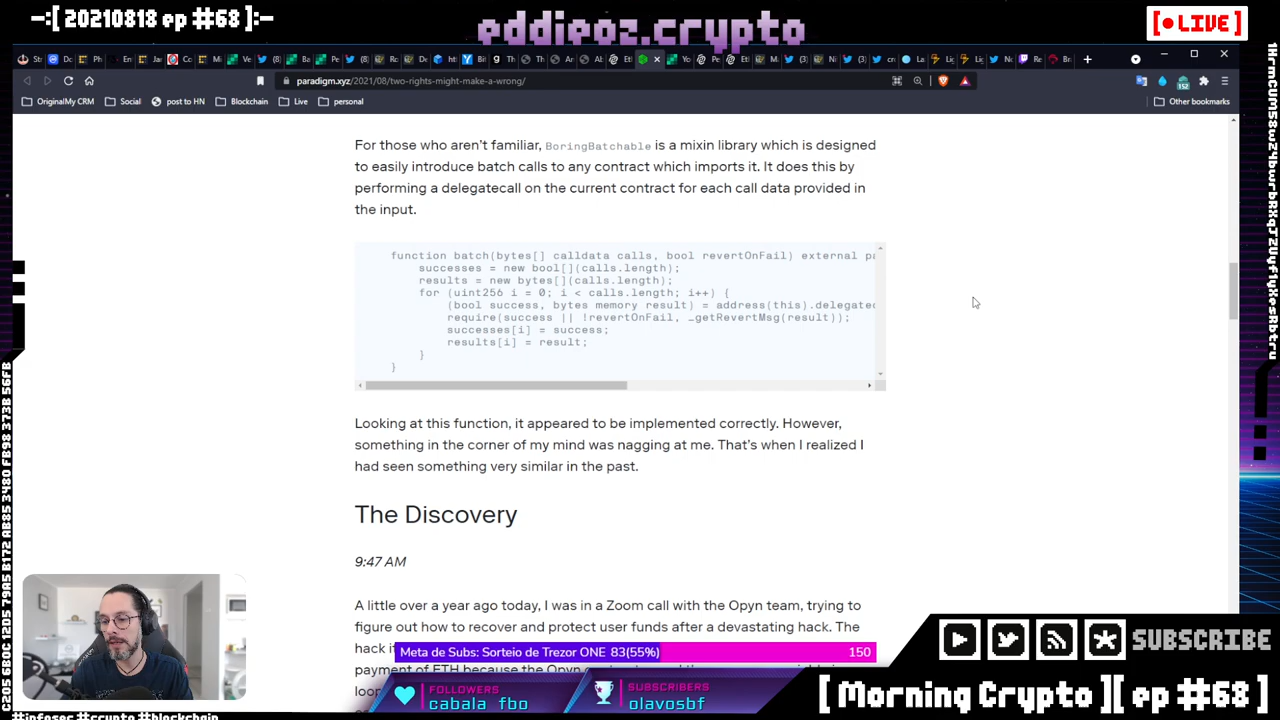 -:[ 20210818 ep #68 ]:-
eddieoz.crypto
[ LIVE ]
paradigm.xyz/2021/08/two-rights-might-make-a-wrong/
152
OriginalMy CRM
Social
post to HN
Blockchain
Live
personal
Other bookmarks
For those who aren't familiar, BoringBatchable is a mixin library which is designed
to easily introduce batch calls to any contract which imports it. It does this by
performing a delegatecall on the current contract for each call data provided in
the input.
function batch(bytes[] calldata calls, bool revertOnFail) external pa
successes = new bool[](calls.length);
results = new bytes[](calls.length);
for (uint256 i = 0; i < calls.length; i++) {
(bool success, bytes memory result) = address(this).delegatec
require(success || !revertOnFail, _getRevertMsg(result));
successes[i] = success;
results[i] = result;
}
}
Looking at this function, it appeared to be implemented correctly. However,
something in the corner of my mind was nagging at me. That's when I realized I
had seen something very similar in the past.
The Discovery
9:47 AM
A little over a year ago today, I was in a Zoom call with the Opyn team, trying to
figure out how to recover and protect user funds after a devastating hack. The
hack i
Meta de Subs: Sorteio de Trezor ONE 83(55%)
150
FOLLOWERS
cabala_fbo
SUBSCRIBERS
olavosbf
SUBSCRIBE
[ Morning Crypto ][ ep #68 ]
#infosec #crypto #blockchain